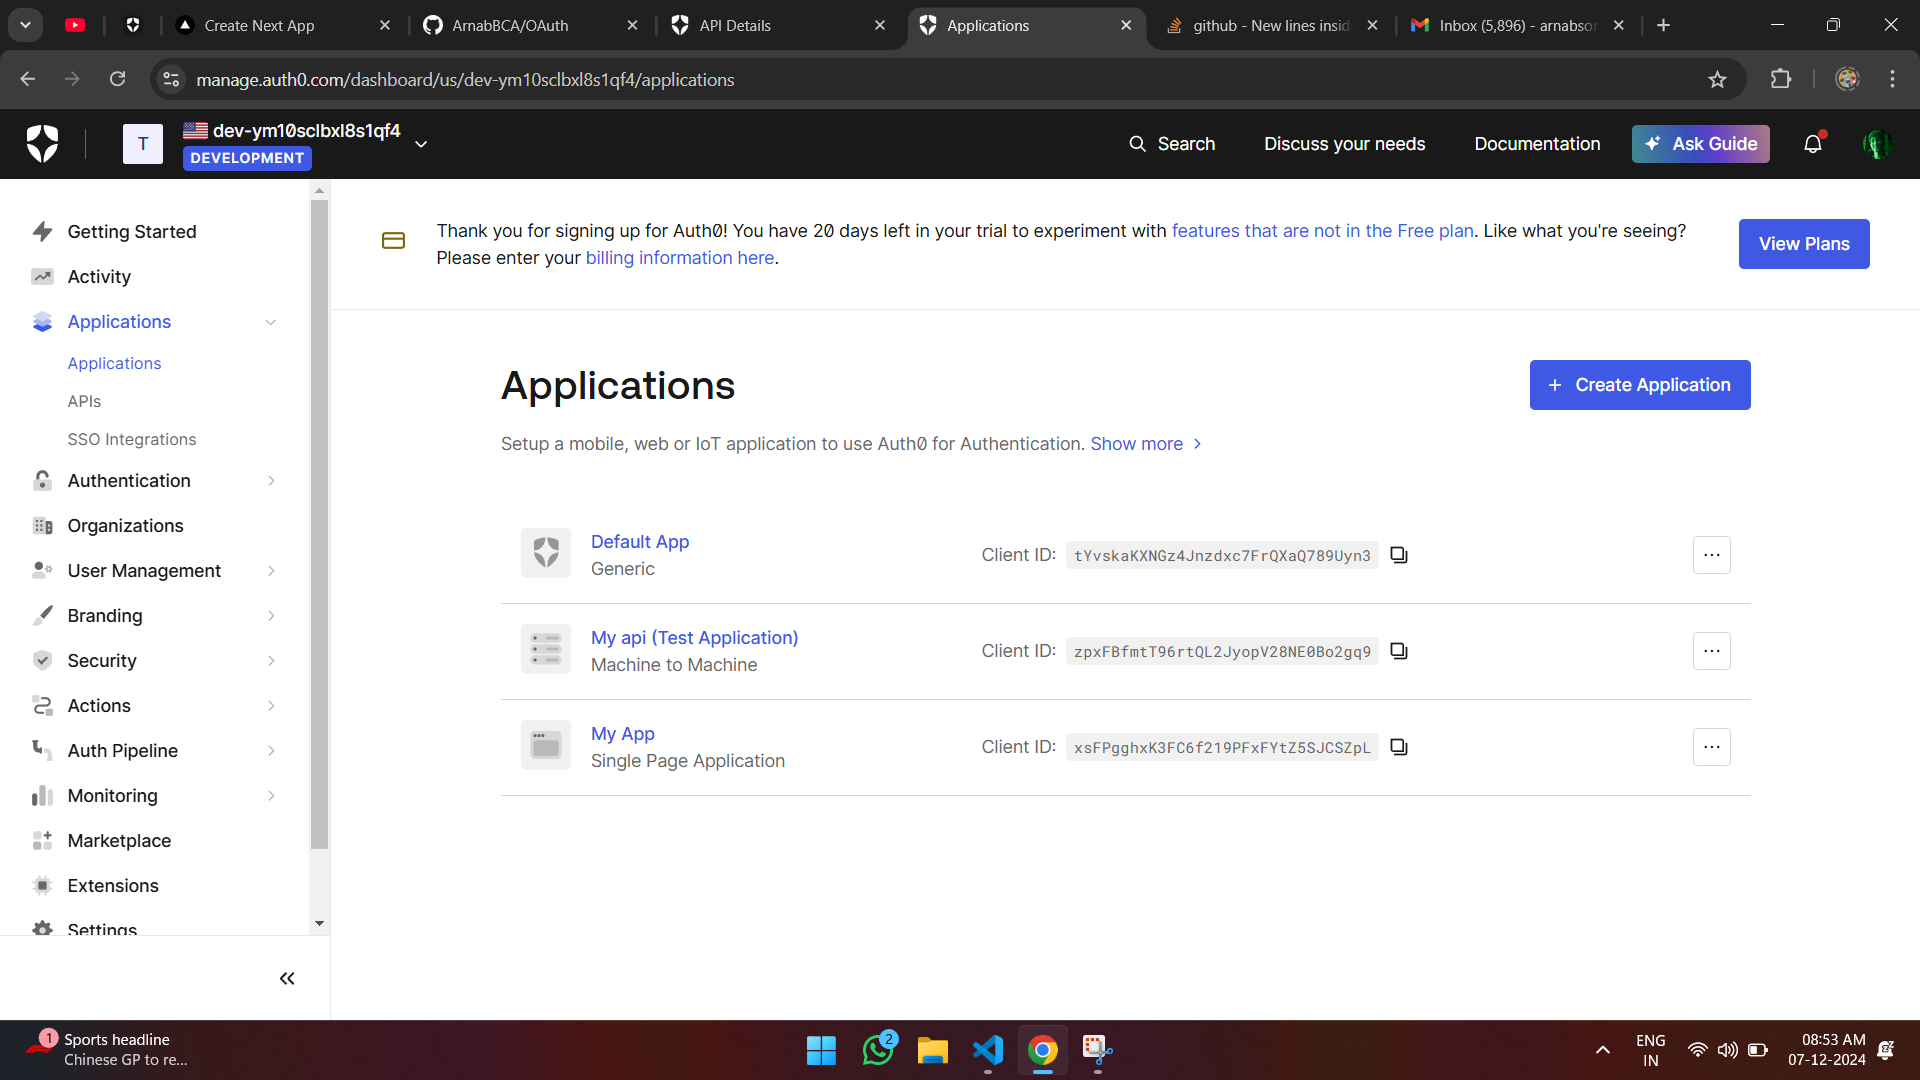 Create Next App
ArnabBCA/OAuth
API Details
Applications
github - New lines insid
Inbox (5,896) - arnabsor
manage.auth0.com/dashboard/us/dev-ym10sclbxl8s1qf4/applications
T
dev-ym10sclbxl8s1qf4
DEVELOPMENT
Search
Discuss your needs
Documentation
Ask Guide
Getting Started
Activity
Applications
Applications
APIs
SSO Integrations
Authentication
Organizations
User Management
Branding
Security
Actions
Auth Pipeline
Monitoring
Marketplace
Extensions
Settings
Thank you for signing up for Auth0! You have 20 days left in your trial to experiment with features that are not in the Free plan. Like what you're seeing?
Please enter your billing information here.
View Plans
Applications
+ Create Application
Setup a mobile, web or IoT application to use Auth0 for Authentication. Show more
Default App
Generic
Client ID: tYvskaKXNGz4Jnzdxc7FrQXaQ789Uyn3
My api (Test Application)
Machine to Machine
Client ID: zpxFBfmtT96rtQL2JyopV28NE0Bo2gq9
My App
Single Page Application
Client ID: xsFPgghxK3FC6f219PFxFYtZ5SJCSZpL
1
Sports headline
Chinese GP to re...
2
ENG
IN
08:53 AM
07-12-2024